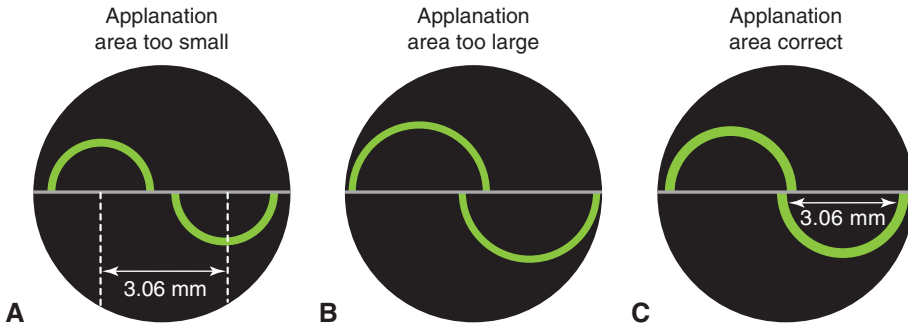 Applanation
area too small
Applanation
area too large
Applanation
area correct
3.06 mm
3.06 mm
A
B
C